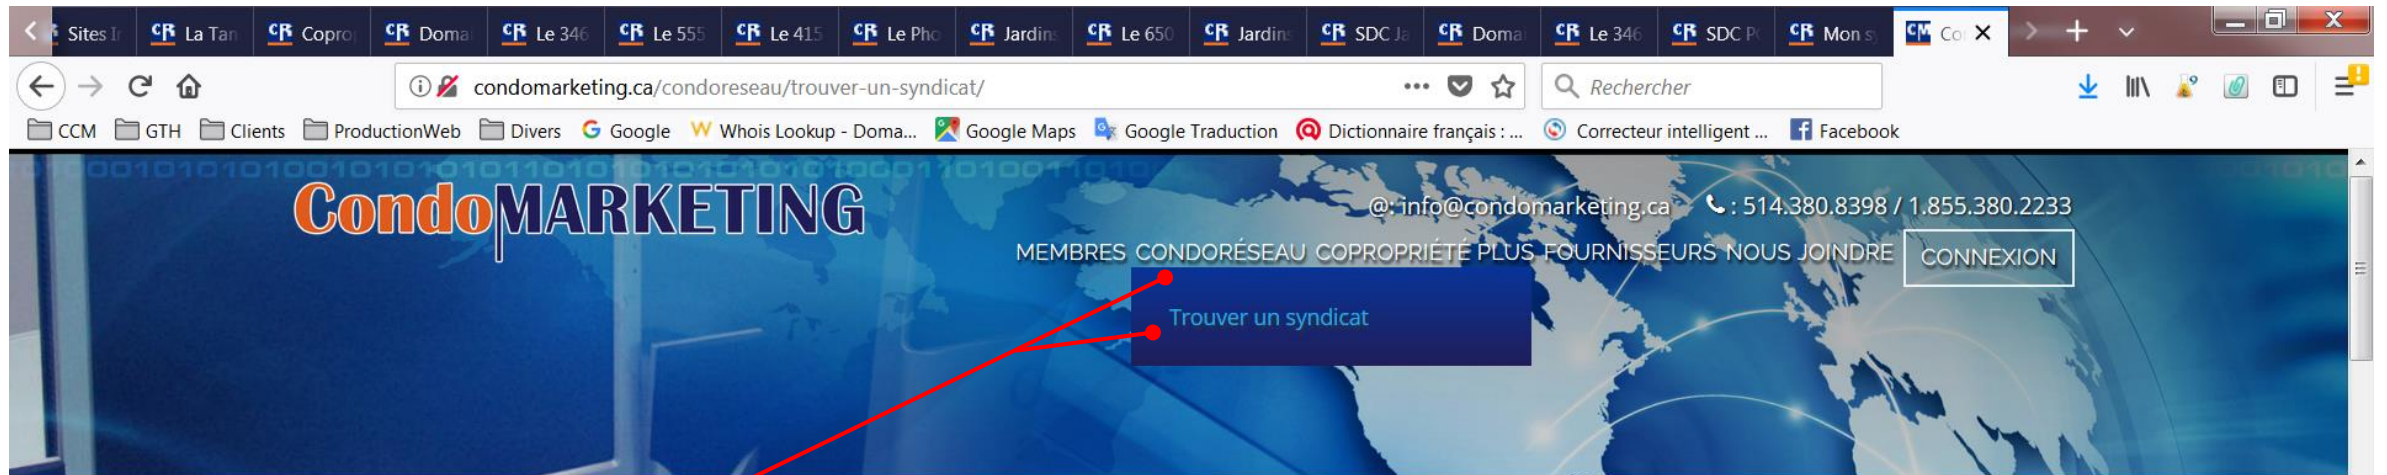 Sites I La Tan Copro Doma Le 346 Le 555 Le 415 Le Pho Jardins Le 650 Jardins SDC Ja Doma Le 346 SDC P Mon s Co
condomarketing.ca/condoreseau/trouver-un-syndicat/ Rechercher
CCM GTH Clients ProductionWeb Divers Google Whois Lookup - Doma... Google Maps Google Traduction Dictionnaire français : ... Correcteur intelligent ... Facebook
CondoMARKETING
@: info@condomarketing.ca : 514.380.8398 / 1.855.380.2233
MEMBRES CONDORÉSEAU COPROPRIÉTÉ PLUS FOURNISSEURS NOUS JOINDRE CONNEXION
Trouver un syndicat